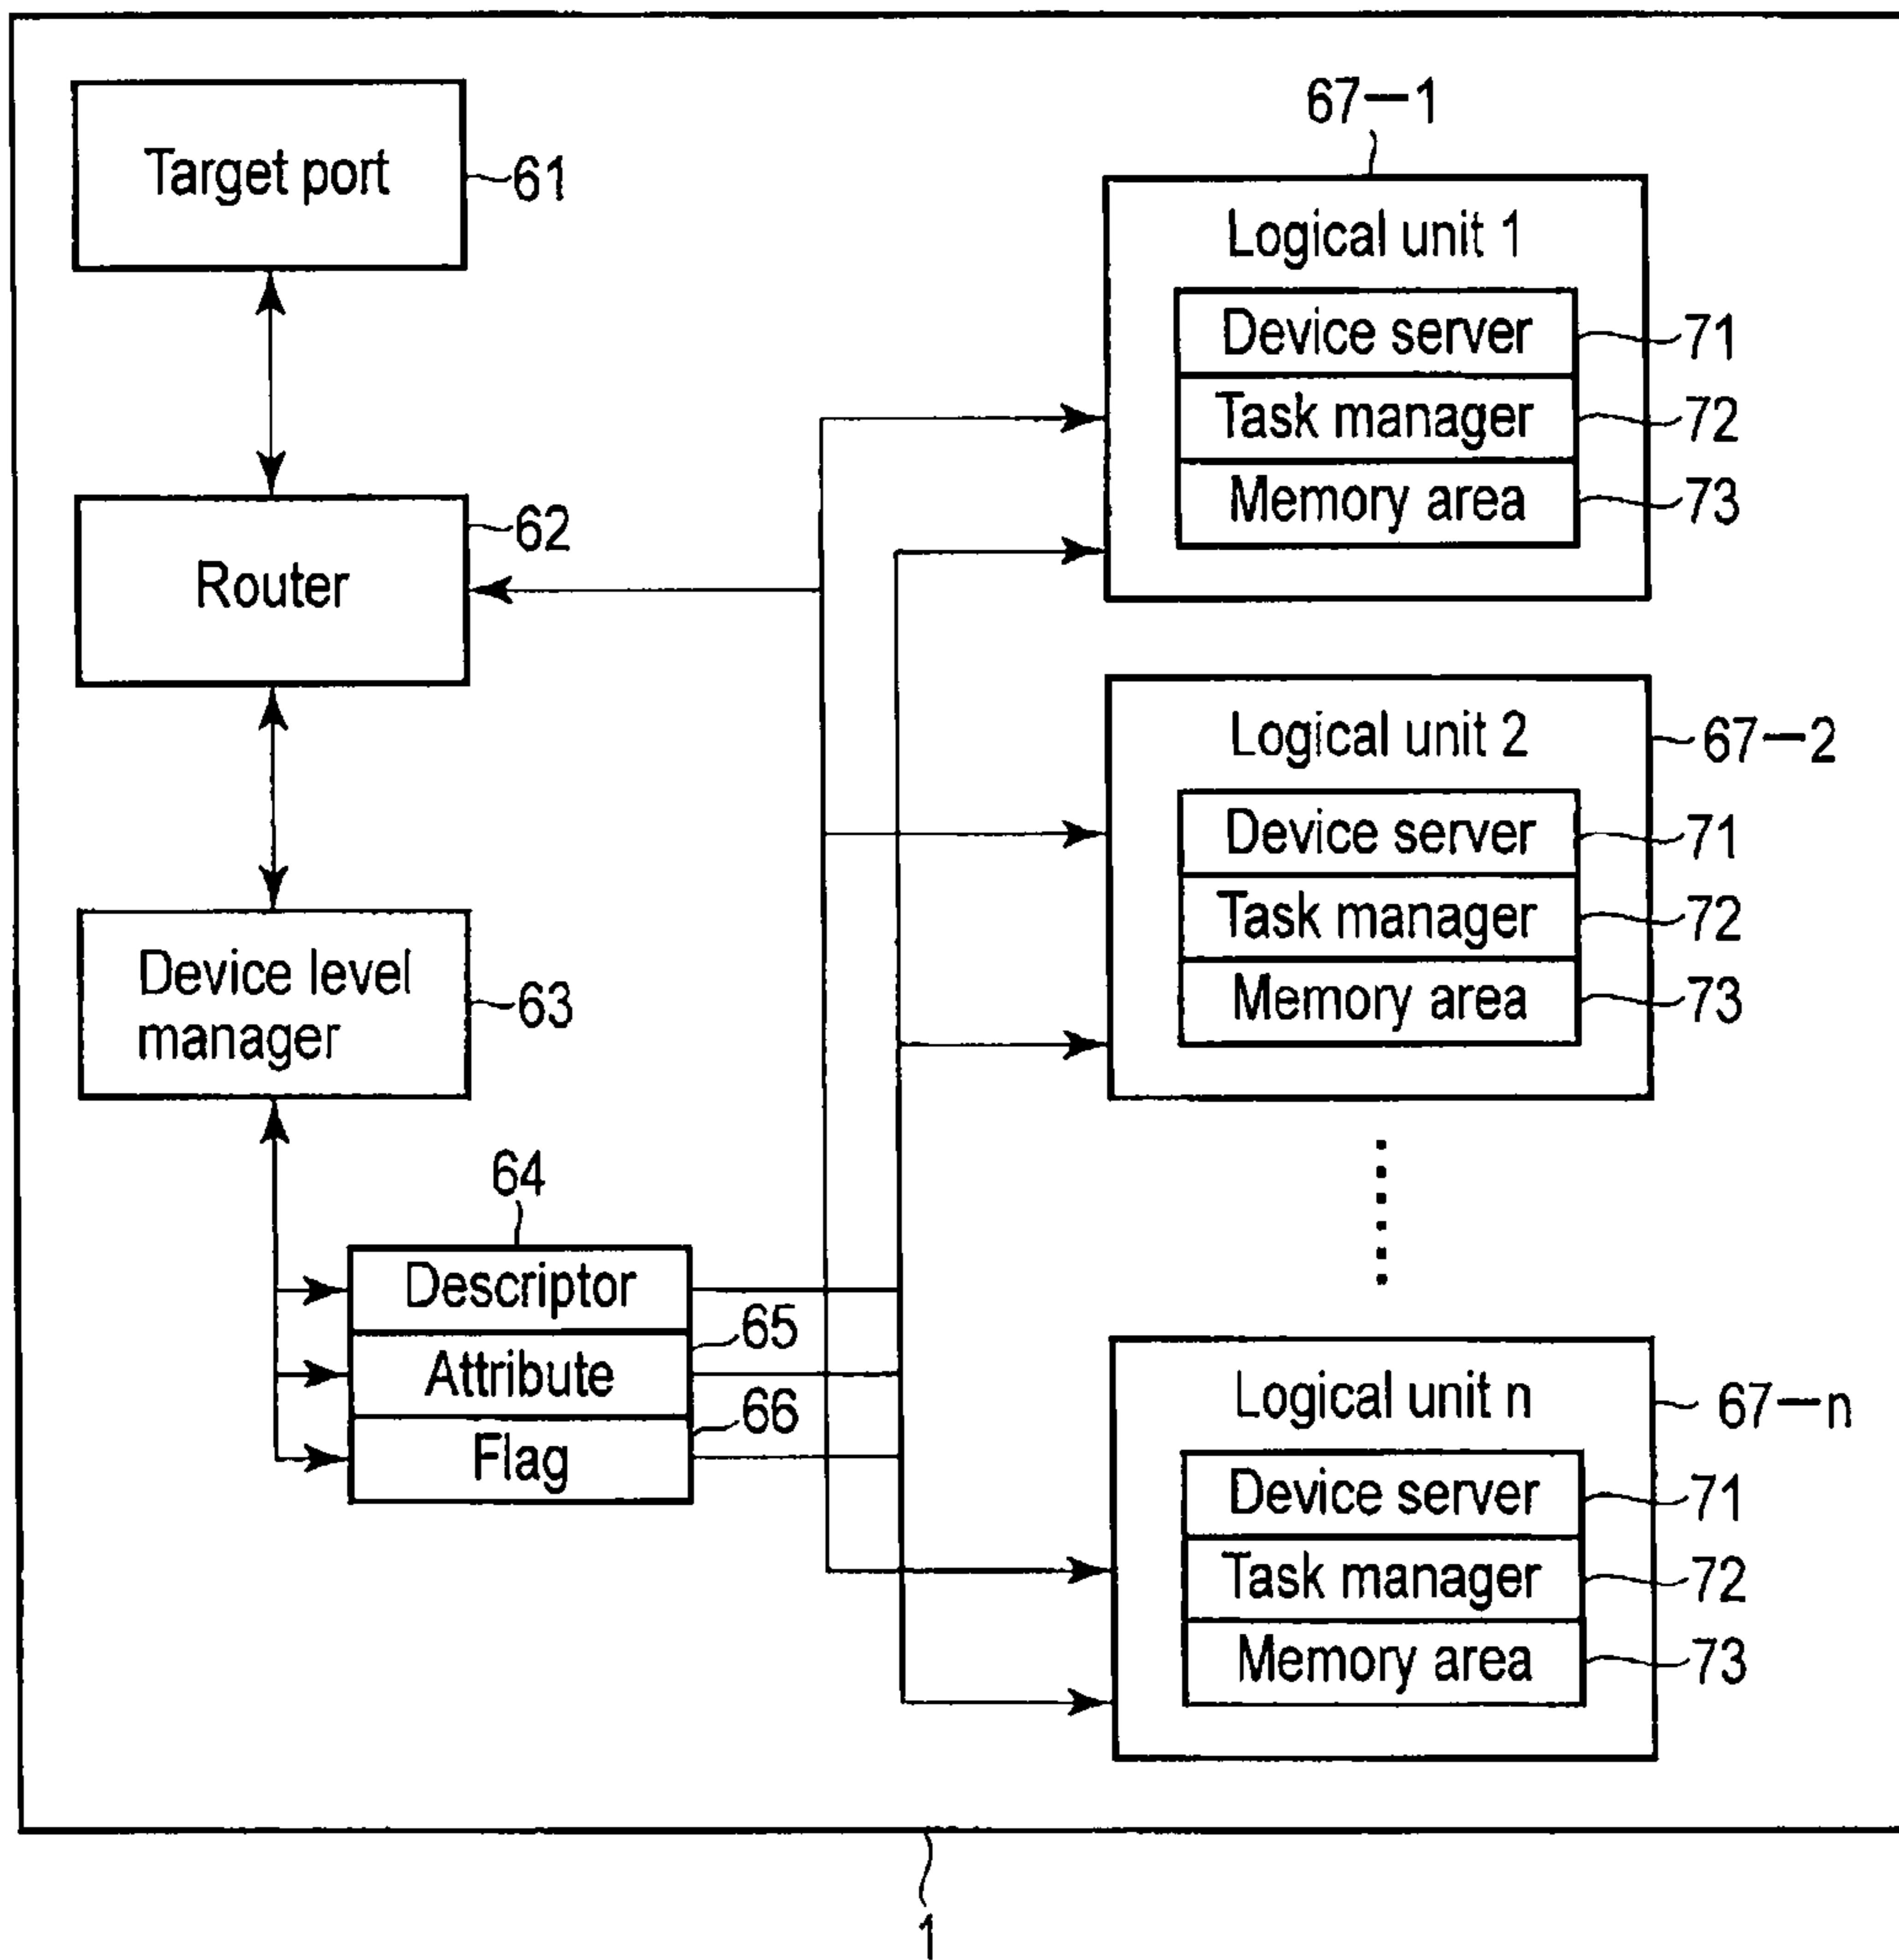 Target port
61
Router
62
Device level
manager
63
64
Descriptor
65
Attribute
66
Flag
67—1
Logical unit 1
Device server
71
Task manager
72
Memory area
73
Logical unit 2
67—2
Device server
71
Task manager
72
Memory area
73
Logical unit n
67—n
Device server
71
Task manager
72
Memory area
73
1